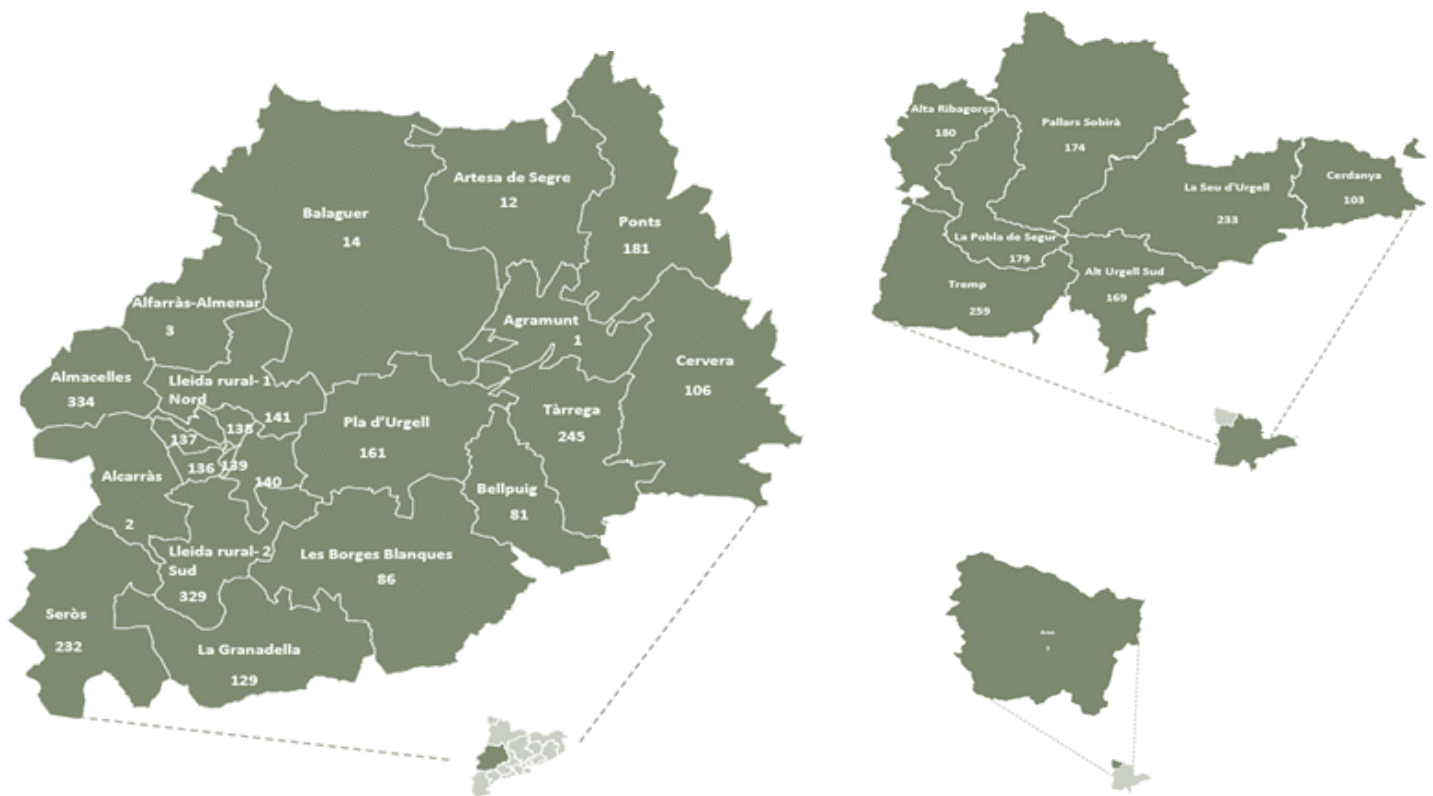 Balaguer
14
Artesa de Segre
12
Ponts
181
Alfarràs-Almenar
3
Agramunt
1
Cervera
106
Almacelles
334
Lleida rural- 1
Nord
141
138
137
136
139
140
Pla d’Urgell
161
Tàrrega
245
Alcarràs
2
Bellpuig
81
Lleida rural- 2
Sud
329
Les Borges Blanques
86
Seròs
232
La Granadella
129
Alta Ribagorça
180
Pallars Sobirà
174
La Seu d'Urgell
233
Cerdanya
103
La Pobla de Segur
179
Tremp
259
Alt Urgell Sud
169